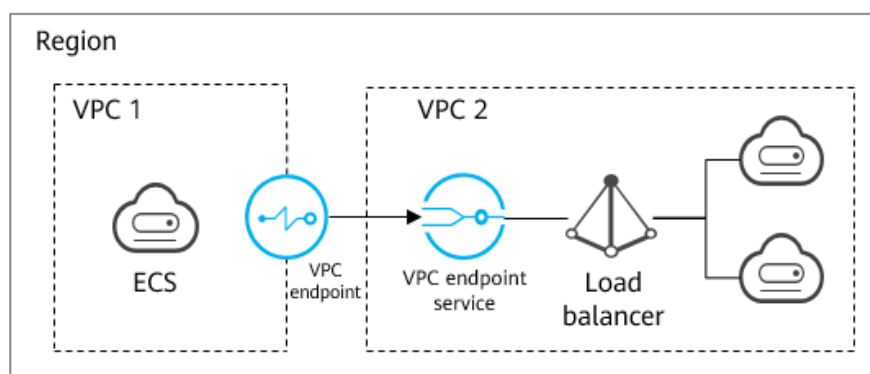 Region
VPC 1
VPC 2
ECS
VPC
endpoint
VPC endpoint
service
Load
balancer